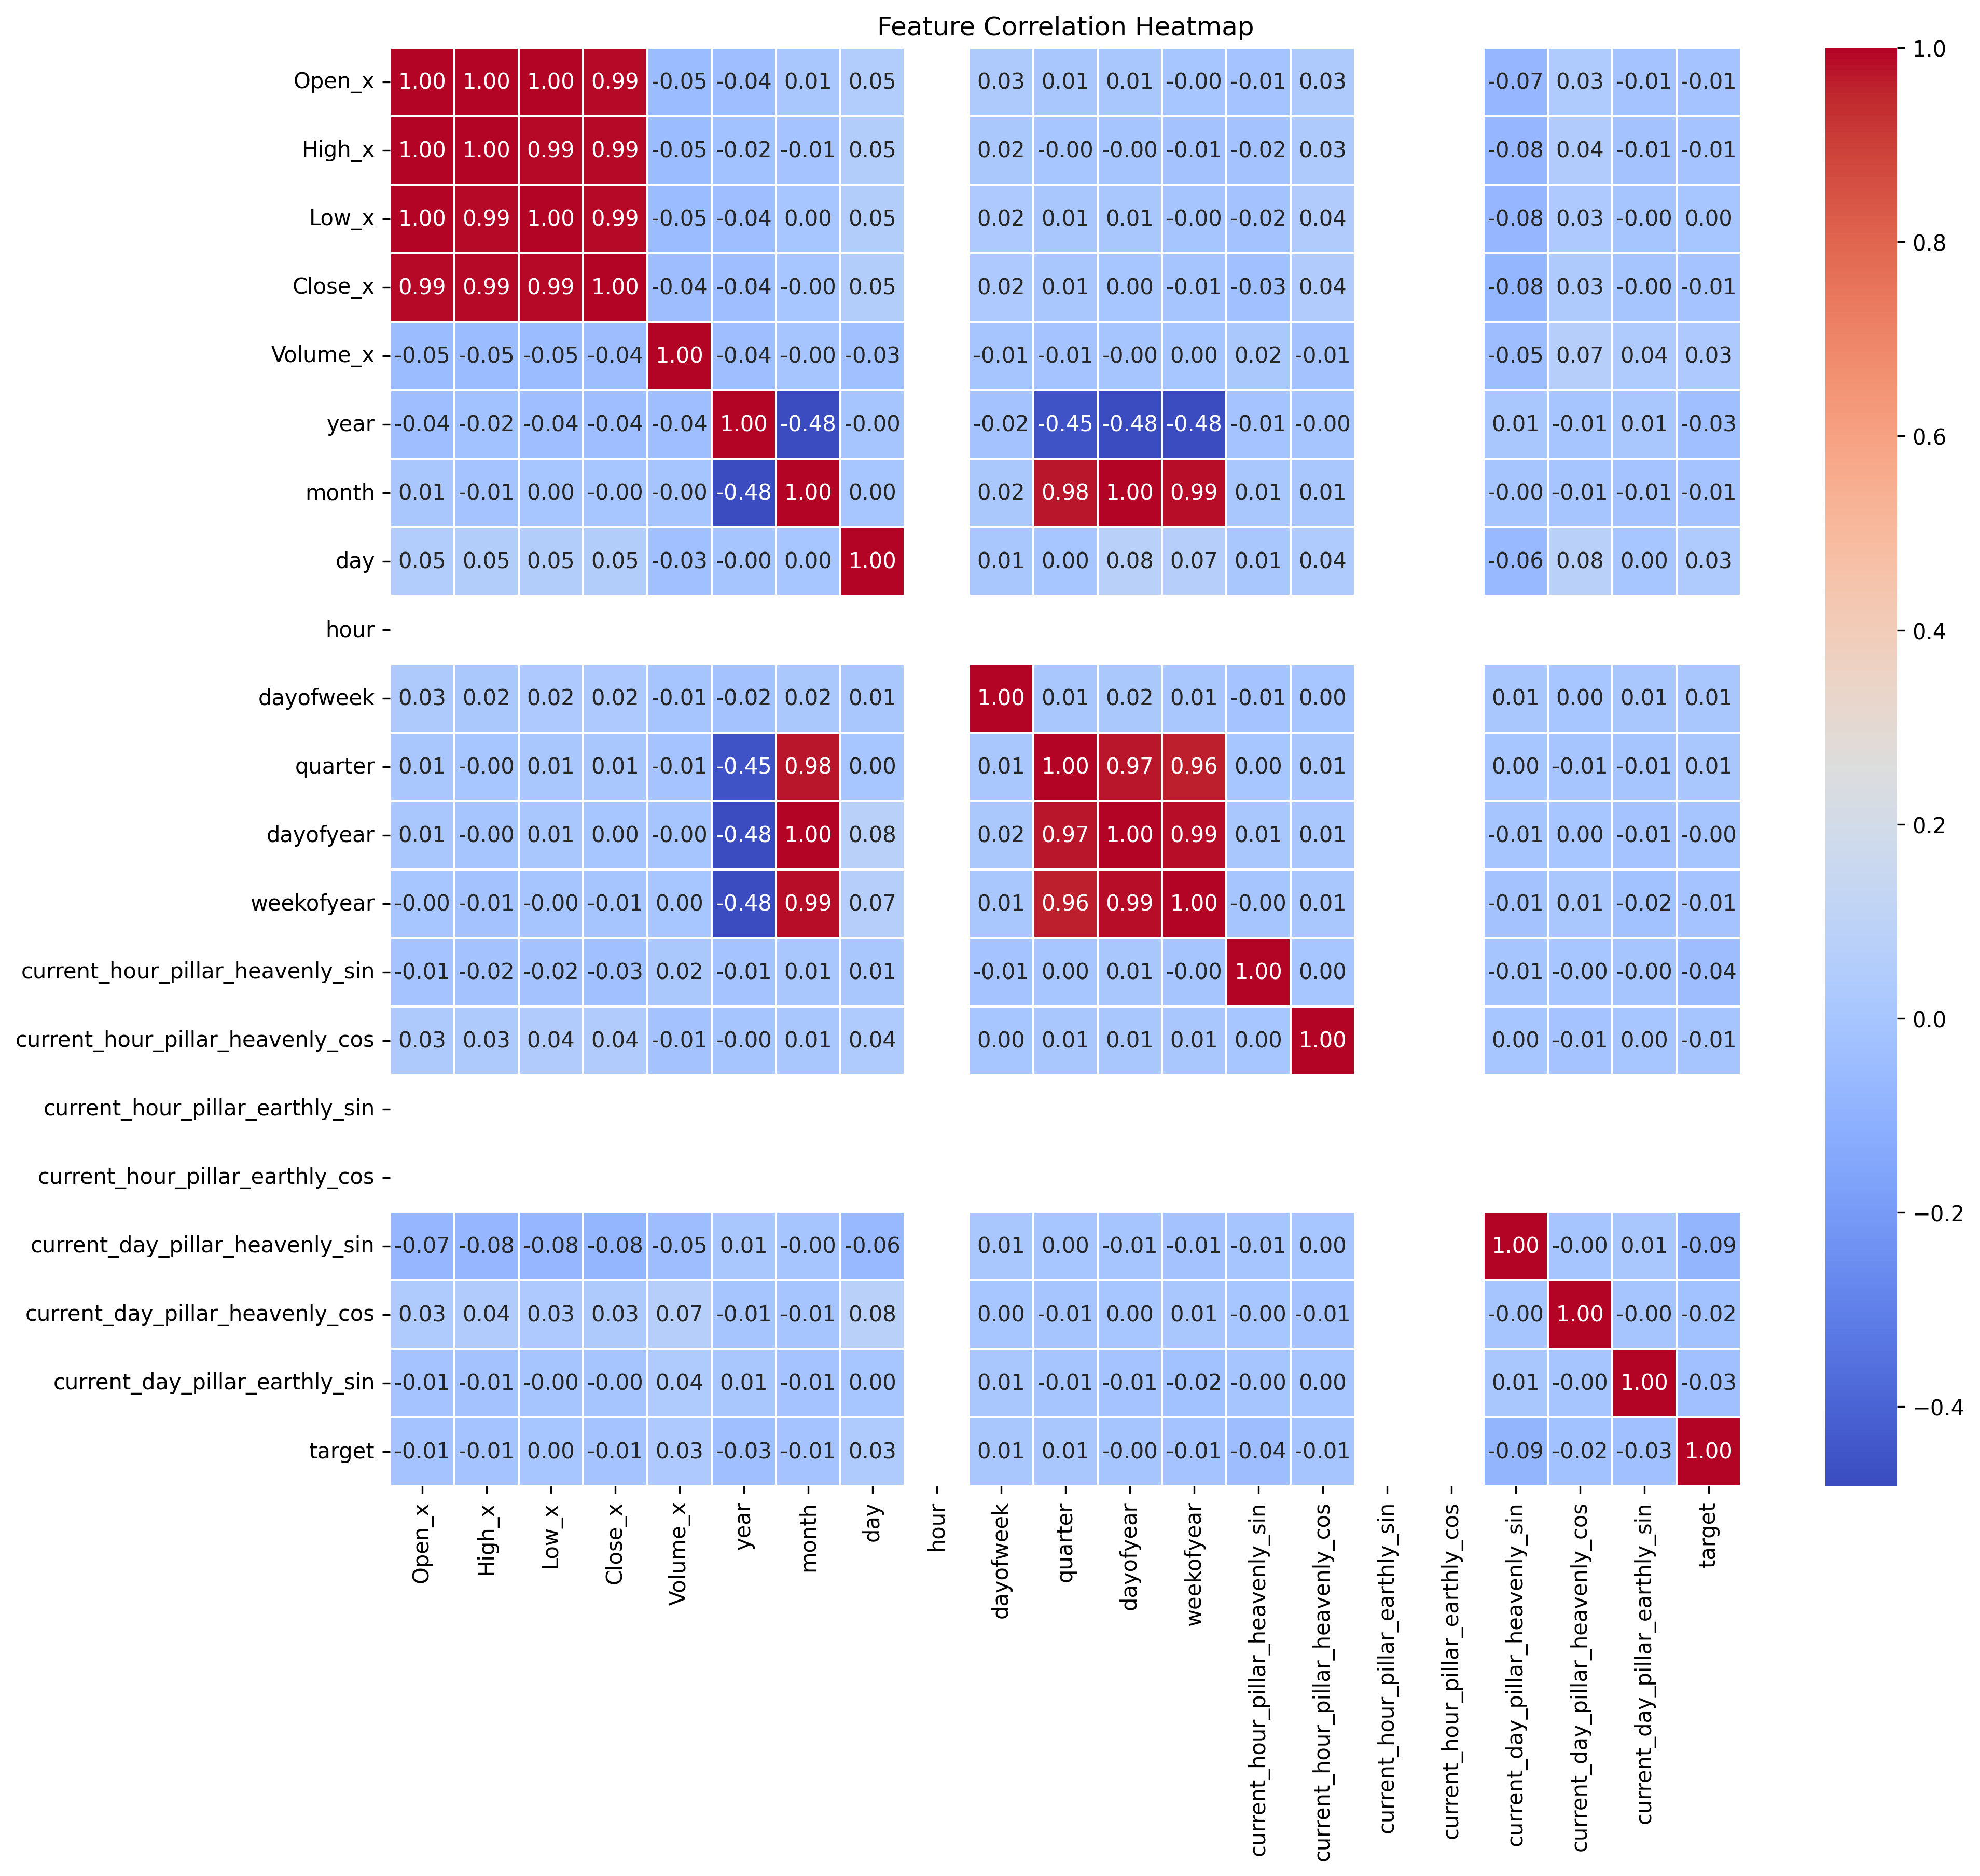 Feature Correlation Heatmap
Open_x 1.00 1.00 1.00 0.99 -0.05 -0.04 0.01 0.05 0.03 0.01 0.01 -0.00 -0.01 0.03 -0.07 0.03 -0.01 -0.01
High_x 1.00 1.00 0.99 0.99 -0.05 -0.02 -0.01 0.05 0.02 -0.00 -0.00 -0.01 -0.02 0.03 -0.08 0.04 -0.01 -0.01
Low_x 1.00 0.99 1.00 0.99 -0.05 -0.04 0.00 0.05 0.02 0.01 0.01 -0.00 -0.02 0.04 -0.08 0.03 -0.00 0.00
Close_x 0.99 0.99 0.99 1.00 -0.04 -0.04 -0.00 0.05 0.02 0.01 0.00 -0.01 -0.03 0.04 -0.08 0.03 -0.00 -0.01
Volume_x -0.05 -0.05 -0.05 -0.04 1.00 -0.04 -0.00 -0.03 -0.01 -0.01 -0.00 0.00 0.02 -0.01 -0.05 0.07 0.04 0.03
year -0.04 -0.02 -0.04 -0.04 -0.04 1.00 -0.48 -0.00 -0.02 -0.45 -0.48 -0.48 -0.01 -0.00 0.01 -0.01 0.01 -0.03
month 0.01 -0.01 0.00 -0.00 -0.00 -0.48 1.00 0.00 0.02 0.98 1.00 0.99 0.01 0.01 -0.00 -0.01 -0.01 -0.01
day 0.05 0.05 0.05 0.05 -0.03 -0.00 0.00 1.00 0.01 0.00 0.08 0.07 0.01 0.04 -0.06 0.08 0.00 0.03
hour
dayofweek 0.03 0.02 0.02 0.02 -0.01 -0.02 0.02 0.01 1.00 0.01 0.02 0.01 -0.01 0.00 0.01 0.00 0.01 0.01
quarter 0.01 -0.00 0.01 0.01 -0.01 -0.45 0.98 0.00 0.01 1.00 0.97 0.96 0.00 0.01 0.00 -0.01 -0.01 0.01
dayofyear 0.01 -0.00 0.01 0.00 -0.00 -0.48 1.00 0.08 0.02 0.97 1.00 0.99 0.01 0.01 -0.01 0.00 -0.01 -0.00
weekofyear -0.00 -0.01 -0.00 -0.01 0.00 -0.48 0.99 0.07 0.01 0.96 0.99 1.00 -0.00 0.01 -0.01 0.01 -0.02 -0.01
current_hour_pillar_heavenly_sin -0.01 -0.02 -0.02 -0.03 0.02 -0.01 0.01 0.01 -0.01 0.00 0.01 -0.00 1.00 0.00 -0.01 -0.00 -0.00 -0.04
current_hour_pillar_heavenly_cos 0.03 0.03 0.04 0.04 -0.01 -0.00 0.01 0.04 0.00 0.01 0.01 0.01 0.00 1.00 0.00 -0.01 0.00 -0.01
current_hour_pillar_earthly_sin
current_hour_pillar_earthly_cos
current_day_pillar_heavenly_sin -0.07 -0.08 -0.08 -0.08 -0.05 0.01 -0.00 -0.06 0.01 0.00 -0.01 -0.01 -0.01 0.00 1.00 -0.00 0.01 -0.09
current_day_pillar_heavenly_cos 0.03 0.04 0.03 0.03 0.07 -0.01 -0.01 0.08 0.00 -0.01 0.00 0.01 -0.00 -0.01 -0.00 1.00 -0.00 -0.02
current_day_pillar_earthly_sin -0.01 -0.01 -0.00 -0.00 0.04 0.01 -0.01 0.00 0.01 -0.01 -0.01 -0.02 -0.00 0.00 0.01 -0.00 1.00 -0.03
target -0.01 -0.01 0.00 -0.01 0.03 -0.03 -0.01 0.03 0.01 0.01 -0.00 -0.01 -0.04 -0.01 -0.09 -0.02 -0.03 1.00
Open_x
High_x
Low_x
Close_x
Volume_x
year
month
day
hour
dayofweek
quarter
dayofyear
weekofyear
current_hour_pillar_heavenly_sin
current_hour_pillar_heavenly_cos
current_hour_pillar_earthly_sin
current_hour_pillar_earthly_cos
current_day_pillar_heavenly_sin
current_day_pillar_heavenly_cos
current_day_pillar_earthly_sin
target
1.0
0.8
0.6
0.4
0.2
0.0
−0.2
−0.4